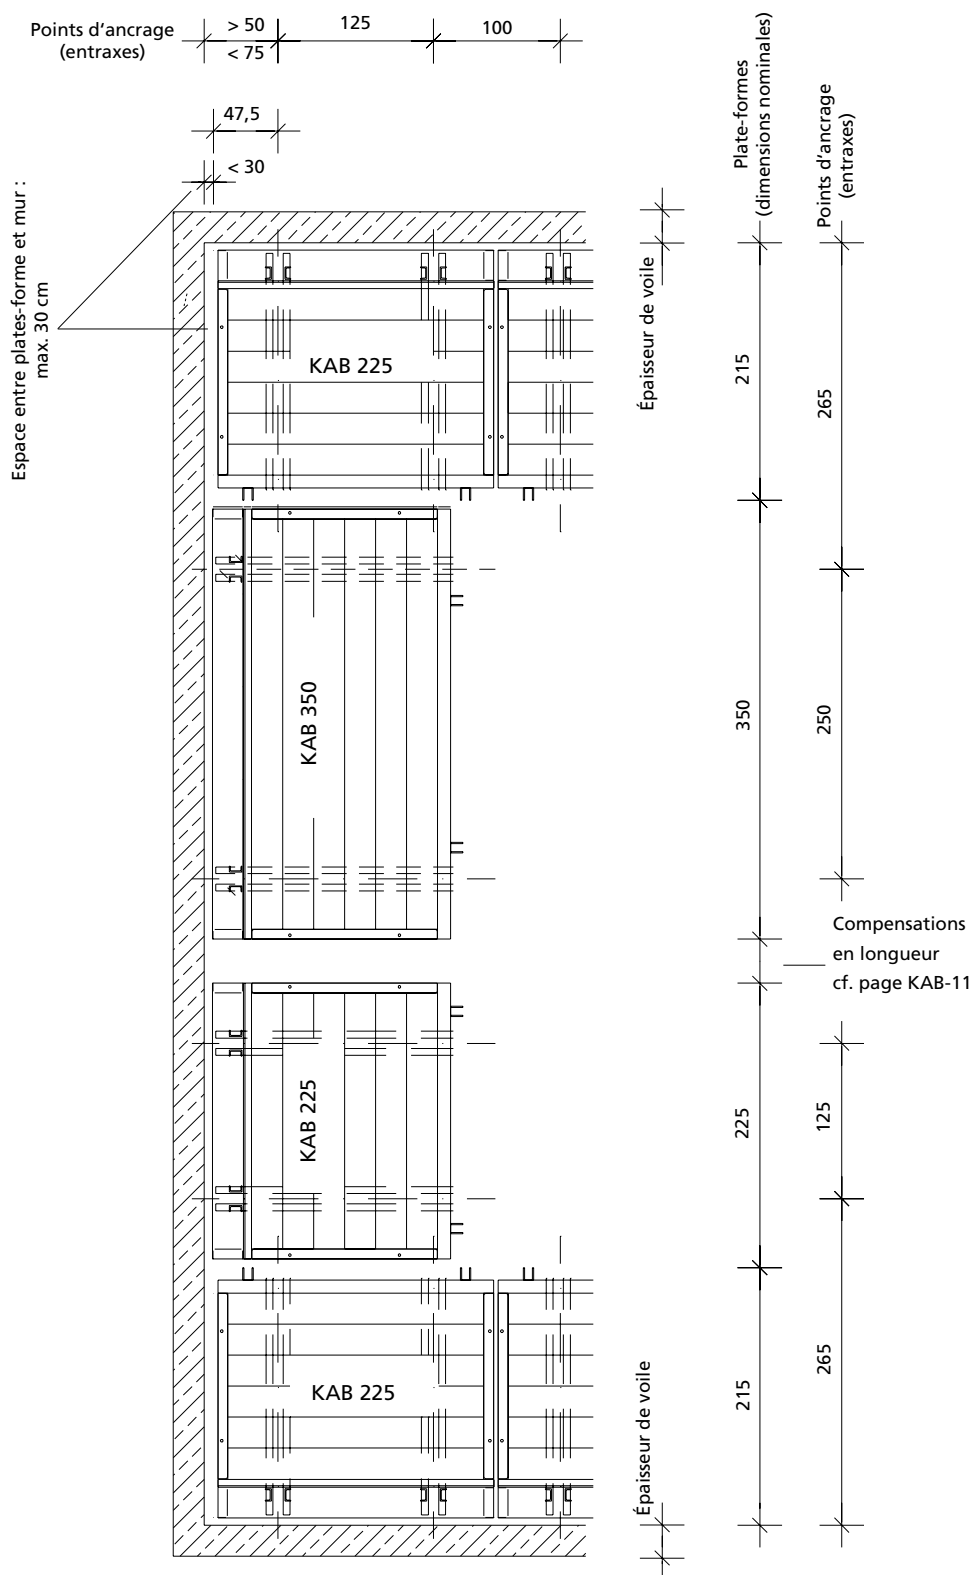 Points d‘ancrage
(entraxes)
> 50
< 75
125
100
47,5
< 30
Espace entre plates-forme et mur :
max. 30 cm
Plate-formes
(dimensions nominales)
Points d‘ancrage
(entraxes)
Épaisseur de voile
KAB 225
215
265
KAB 350
350
250
Compensations
en longueur
cf. page KAB-11
KAB 225
225
125
KAB 225
Épaisseur de voile
215
265